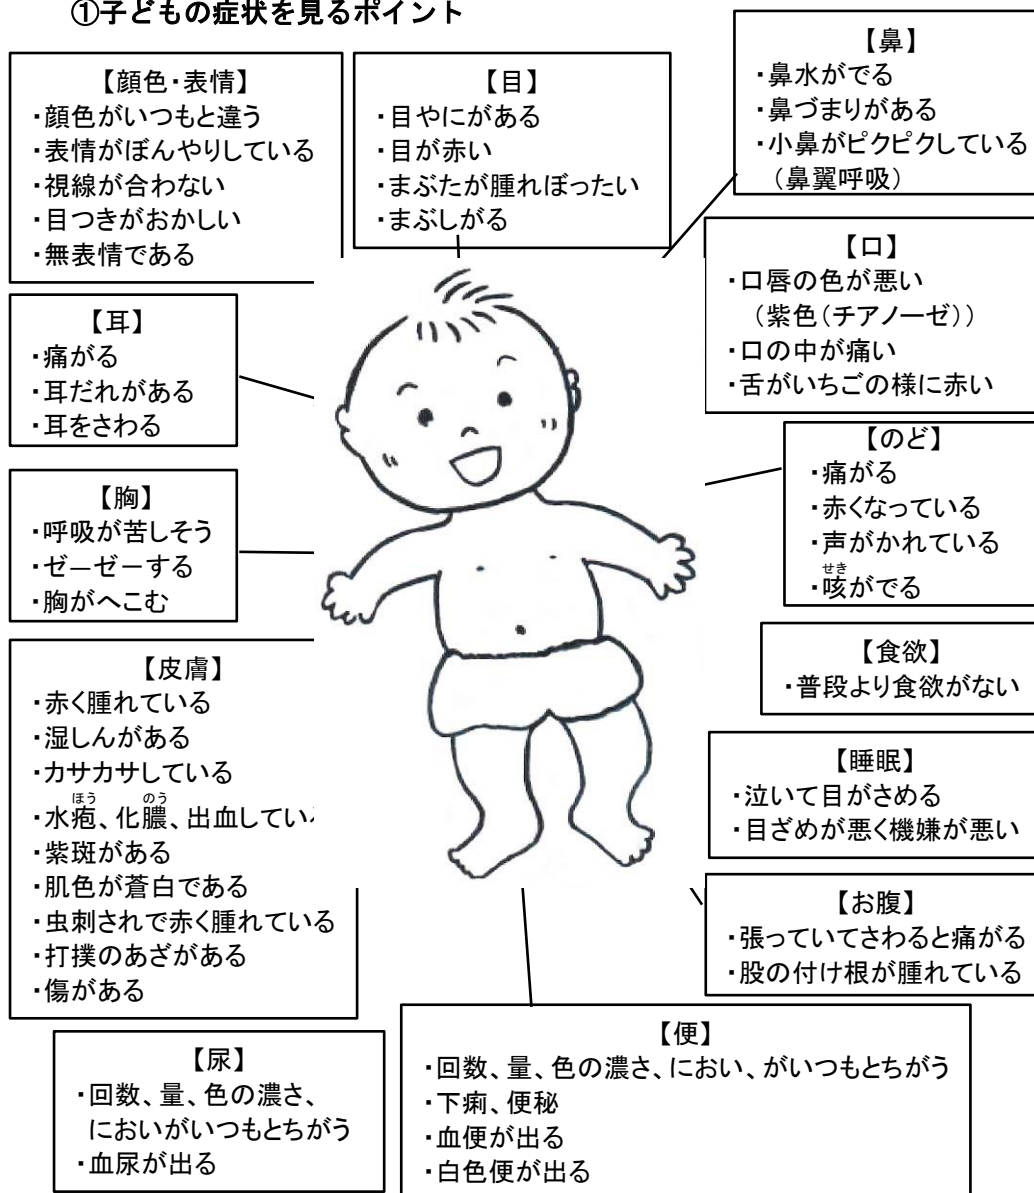 ①子どもの症状を見るポイント
【顔色・表情】
・顔色がいつもと違う
・表情がぼんやりしている
・視線が合わない
・目つきがおかしい
・無表情である
【目】
・目やにがある
・目が赤い
・まぶたが腫れぼったい
・まぶしがる
【鼻】
・鼻水がでる
・鼻づまりがある
・小鼻がピクピクしている
（鼻翼呼吸）
【口】
・口唇の色が悪い
（紫色（チアノーゼ））
・口の中が痛い
・舌がいちごの様に赤い
【耳】
・痛がる
・耳だれがある
・耳をさわる
【のど】
・痛がる
・赤くなっている
・声がかれている
せき
・咳がでる
【胸】
・呼吸が苦しそう
・ゼーゼーする
・胸がへこむ
【食欲】
・普段より食欲がない
【皮膚】
・赤く腫れている
・湿しんがある
・カサカサしている
ほう のう
・水疱、化膿、出血してい
・紫斑がある
・肌色が蒼白である
・虫刺されで赤く腫れている
・打撲のあざがある
・傷がある
【睡眠】
・泣いて目がさめる
・目ざめが悪く機嫌が悪い
【お腹】
・張っていてさわると痛がる
・股の付け根が腫れている
【尿】
・回数、量、色の濃さ、
においがいつもとちがう
・血尿が出る
【便】
・回数、量、色の濃さ、におい、がいつもとちがう
・下痢、便秘
・血便が出る
・白色便が出る